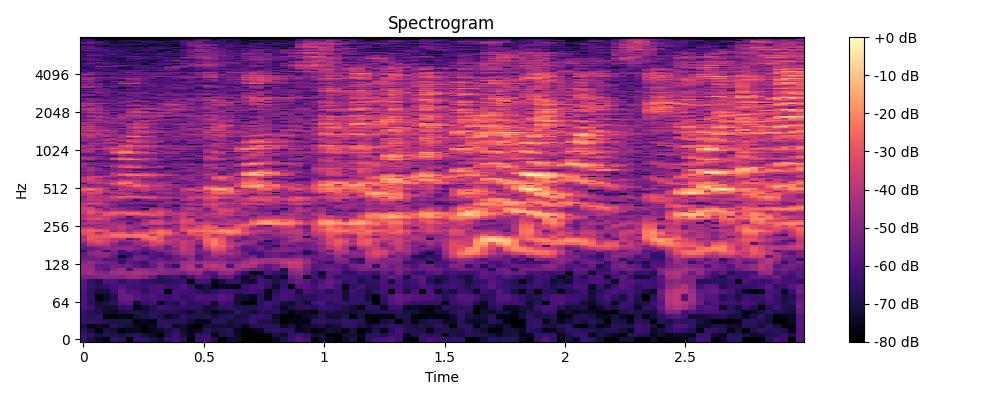 Spectrogram
Hz
4096
2048
1024
512
256
128
64
0
0
0.5
1
1.5
2
2.5
Time
+0 dB
-10 dB
-20 dB
-30 dB
-40 dB
-50 dB
-60 dB
-70 dB
-80 dB